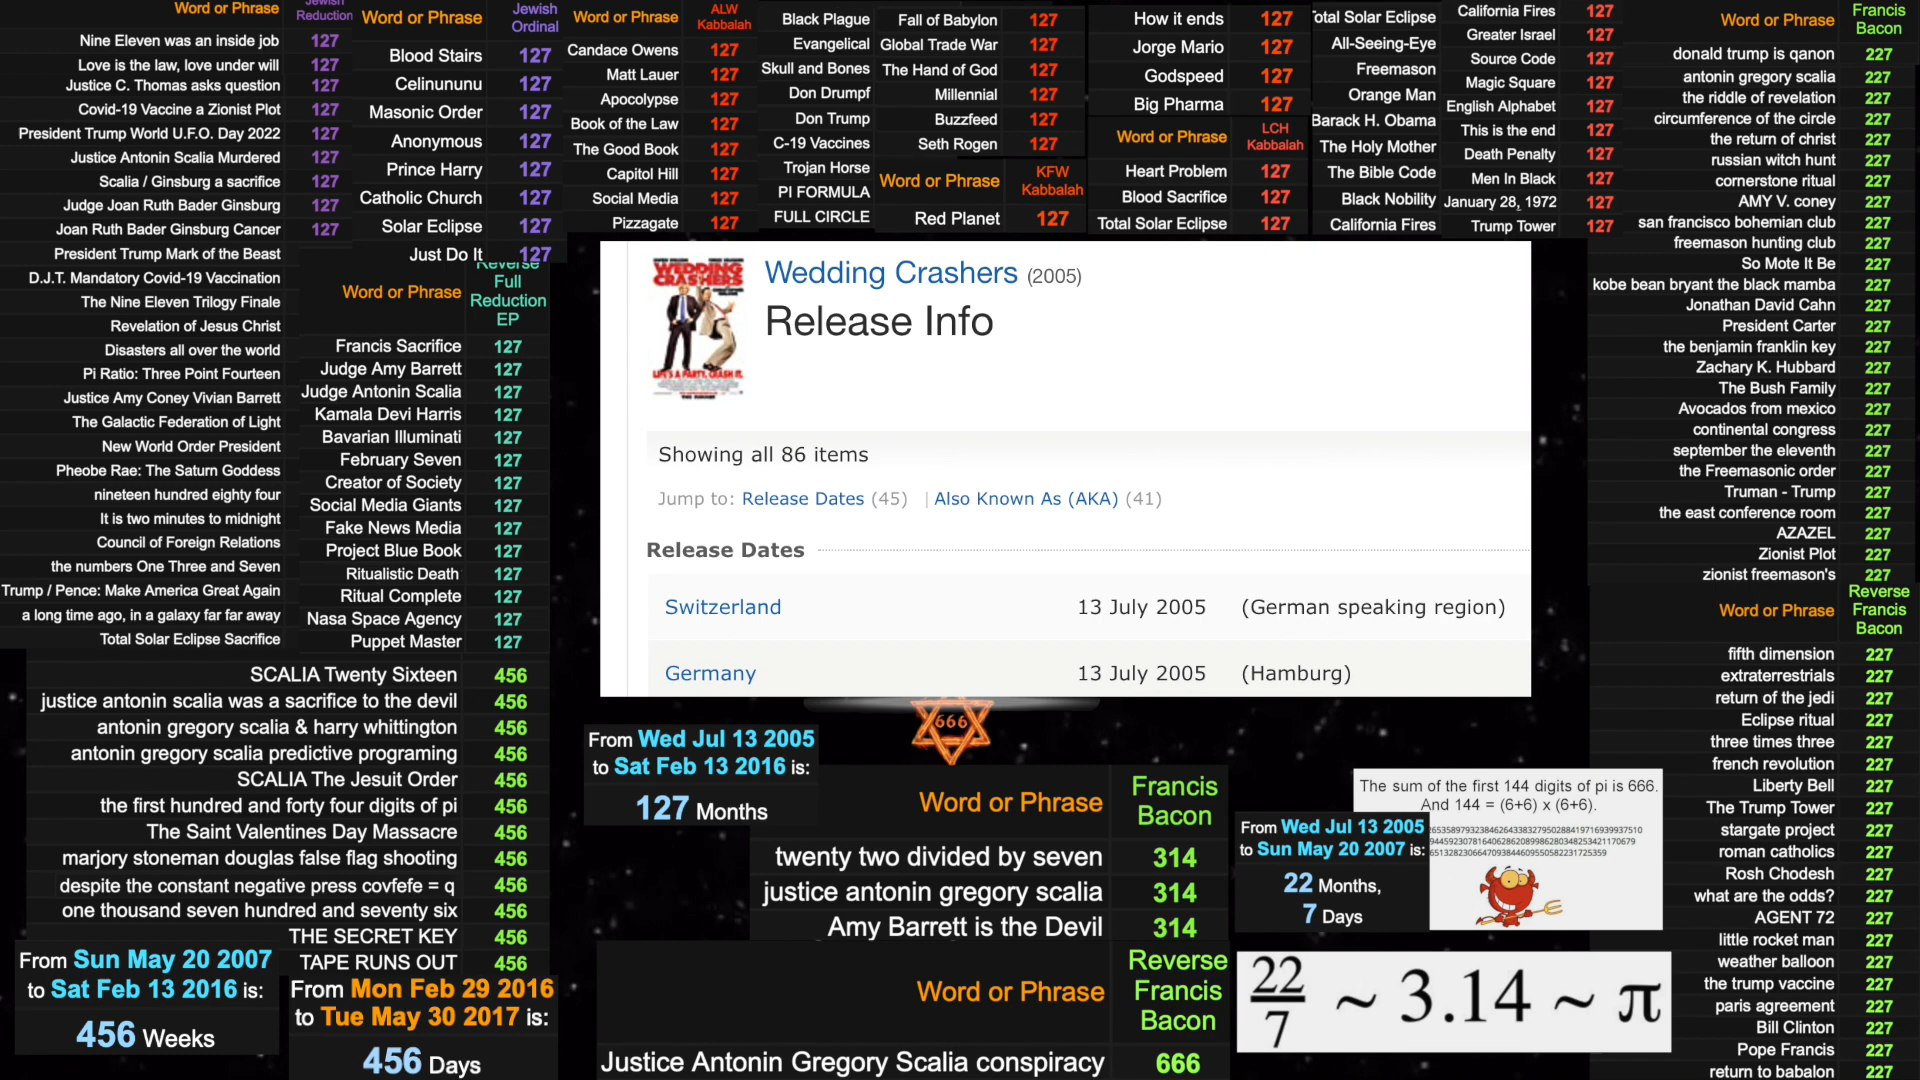 Word or Phrase
Jewish
Reduction
Nine Eleven was an inside job 127
Love is the law, love under will 127
Justice C. Thomas asks question 127
Covid-19 Vaccine a Zionist Plot 127
President Trump World U.F.O. Day 2022 127
Justice Antonin Scalia Murdered 127
Scalia / Ginsburg a sacrifice 127
Judge Joan Ruth Bader Ginsburg 127
Joan Ruth Bader Ginsburg Cancer 127
President Trump Mark of the Beast
D.J.T. Mandatory Covid-19 Vaccination
The Nine Eleven Trilogy Finale
Revelation of Jesus Christ
Disasters all over the world
Pi Ratio: Three Point Fourteen
Justice Amy Coney Vivian Barrett
The Galactic Federation of Light
New World Order President
Pheobe Rae: The Saturn Goddess
nineteen hundred eighty four
It is two minutes to midnight
Council of Foreign Relations
the numbers One Three and Seven
Trump / Pence: Make America Great Again
a long time ago, in a galaxy far far away
Total Solar Eclipse Sacrifice
Word or Phrase
Jewish
Ordinal
Blood Stairs 127
Celinununu 127
Masonic Order 127
Anonymous 127
Prince Harry 127
Catholic Church 127
Solar Eclipse 127
Just Do It 127
Word or Phrase
Reverse
Full
Reduction
EP
Francis Sacrifice 127
Judge Amy Barrett 127
Judge Antonin Scalia 127
Kamala Devi Harris 127
Bavarian Illuminati 127
February Seven 127
Creator of Society 127
Social Media Giants 127
Fake News Media 127
Project Blue Book 127
Ritualistic Death 127
Ritual Complete 127
Nasa Space Agency 127
Puppet Master 127
SCALIA Twenty Sixteen 456
justice antonin scalia was a sacrifice to the devil 456
antonin gregory scalia & harry whittington 456
antonin gregory scalia predictive programing 456
SCALIA The Jesuit Order 456
the first hundred and forty four digits of pi 456
The Saint Valentines Day Massacre 456
marjory stoneman douglas false flag shooting 456
despite the constant negative press covfefe = q 456
one thousand seven hundred and seventy six 456
THE SECRET KEY 456
TAPE RUNS OUT 456
From Sun May 20 2007
to Sat Feb 13 2016 is:
456 Weeks
From Mon Feb 29 2016
to Tue May 30 2017 is:
456 Days
Word or Phrase
ALW
Kabbalah
Candace Owens 127
Matt Lauer 127
Apocolypse 127
Book of the Law 127
The Good Book 127
Capitol Hill 127
Social Media 127
Pizzagate 127
Black Plague
Evangelical
Skull and Bones
Don Drumpf
Don Trump
C-19 Vaccines
Trojan Horse
PI FORMULA
FULL CIRCLE
Fall of Babylon 127
Global Trade War 127
The Hand of God 127
Millennial 127
Buzzfeed 127
Seth Rogen 127
Word or Phrase
KFW
Kabbalah
Red Planet 127
How it ends 127
Jorge Mario 127
Godspeed 127
Big Pharma 127
Word or Phrase
LCH
Kabbalah
Heart Problem 127
Blood Sacrifice 127
Total Solar Eclipse 127
Total Solar Eclipse
All-Seeing-Eye
Freemason
Orange Man
Barack H. Obama
The Holy Mother
The Bible Code
Black Nobility
California Fires
California Fires 127
Greater Israel 127
Source Code 127
Magic Square 127
English Alphabet 127
This is the end 127
Death Penalty 127
Men In Black 127
January 28, 1972 127
Trump Tower 127
Word or Phrase
Francis
Bacon
donald trump is qanon 227
antonin gregory scalia 227
the riddle of revelation 227
circumference of the circle 227
the return of christ 227
russian witch hunt 227
cornerstone ritual 227
AMY V. coney 227
san francisco bohemian club 227
freemason hunting club 227
So Mote It Be 227
kobe bean bryant the black mamba 227
Jonathan David Cahn 227
President Carter 227
the benjamin franklin key 227
Zachary K. Hubbard 227
The Bush Family 227
Avocados from mexico 227
continental congress 227
september the eleventh 227
the Freemasonic order 227
Truman - Trump 227
the east conference room 227
AZAZEL 227
Zionist Plot 227
zionist freemason's 227
Word or Phrase
Reverse
Francis
Bacon
fifth dimension 227
extraterrestrials 227
return of the jedi 227
Eclipse ritual 227
three times three 227
french revolution 227
Liberty Bell 227
The Trump Tower 227
stargate project 227
roman catholics 227
Rosh Chodesh 227
what are the odds? 227
AGENT 72 227
little rocket man 227
weather balloon 227
the trump vaccine 227
paris agreement 227
Bill Clinton 227
Pope Francis 227
return to babalon 227
WEDDING
CRASHERS
LIFE'S A PARTY. CRASH IT.
Wedding Crashers (2005)
Release Info
Showing all 86 items
Jump to: Release Dates (45) | Also Known As (AKA) (41)
Release Dates
Switzerland 13 July 2005 (German speaking region)
Germany 13 July 2005 (Hamburg)
666
From Wed Jul 13 2005
to Sat Feb 13 2016 is:
127 Months
Word or Phrase
Francis
Bacon
twenty two divided by seven 314
justice antonin gregory scalia 314
Amy Barrett is the Devil 314
Word or Phrase
Reverse
Francis
Bacon
Justice Antonin Gregory Scalia conspiracy 666
The sum of the first 144 digits of pi is 666.
And 144 = (6+6) x (6+6).
From Wed Jul 13 2005
to Sun May 20 2007 is:
22 Months,
7 Days
22/7 ~ 3.14 ~ π